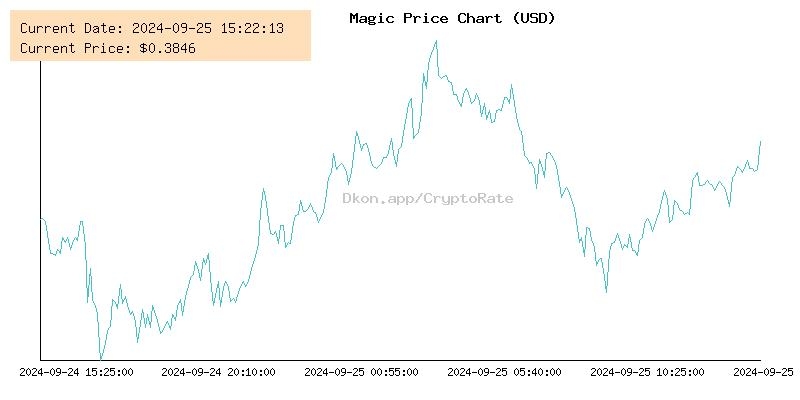 Magic Price Chart (USD)
Current Date: 2024-09-25 15:22:13
Current Price: $0.3846
Dkon.app/CryptoRate
2024-09-24 15:25:00
2024-09-24 20:10:00
2024-09-25 00:55:00
2024-09-25 05:40:00
2024-09-25 10:25:00
2024-09-25